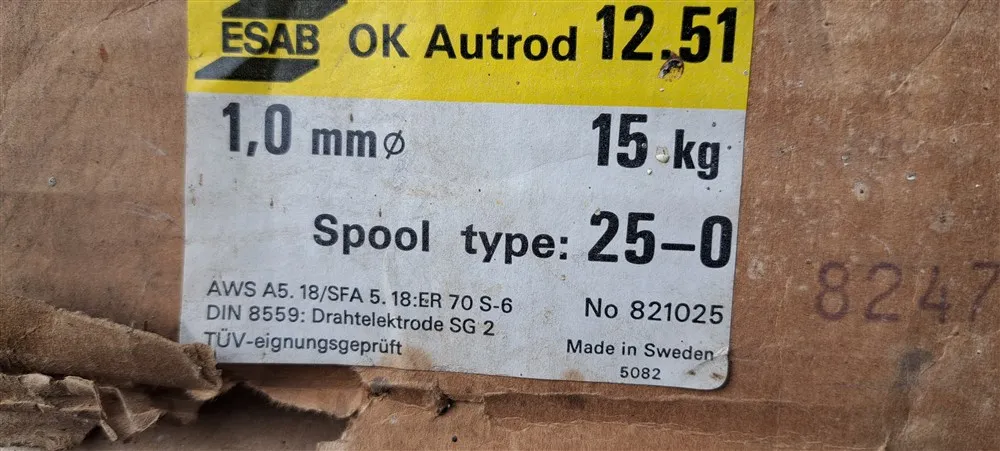 ESAB OK Autrod 12.51
1,0 mmø 15 kg
Spool type: 25-0
AWS A5. 18/SFA 5. 18:ER 70 S-6
DIN 8559: Drahtelektrode SG 2
No 821025
TÜV-eignungsgeprüft
Made in Sweden
5082
8247